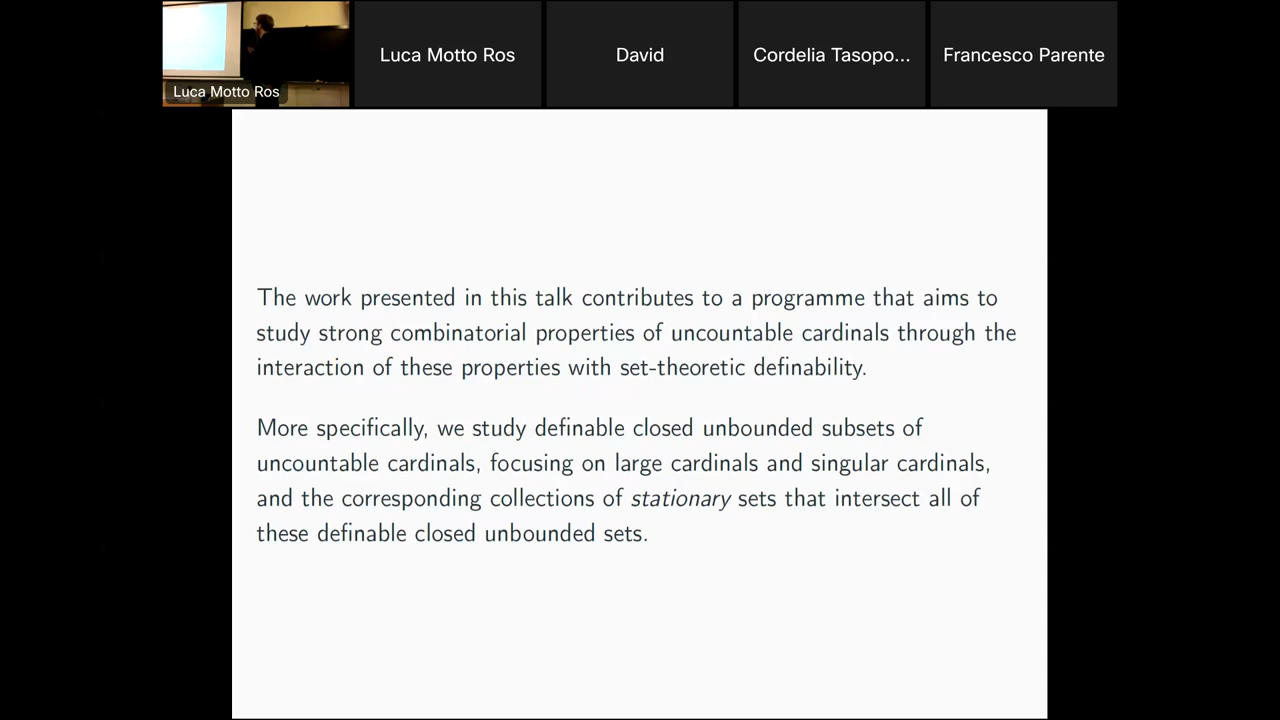 Luca Motto Ros
Luca Motto Ros
David
Cordelia Tasopo...
Francesco Parente
The work presented in this talk contributes to a programme that aims to
study strong combinatorial properties of uncountable cardinals through the
interaction of these properties with set-theoretic definability.
More specifically, we study definable closed unbounded subsets of
uncountable cardinals, focusing on large cardinals and singular cardinals,
and the corresponding collections of stationary sets that intersect all of
these definable closed unbounded sets.